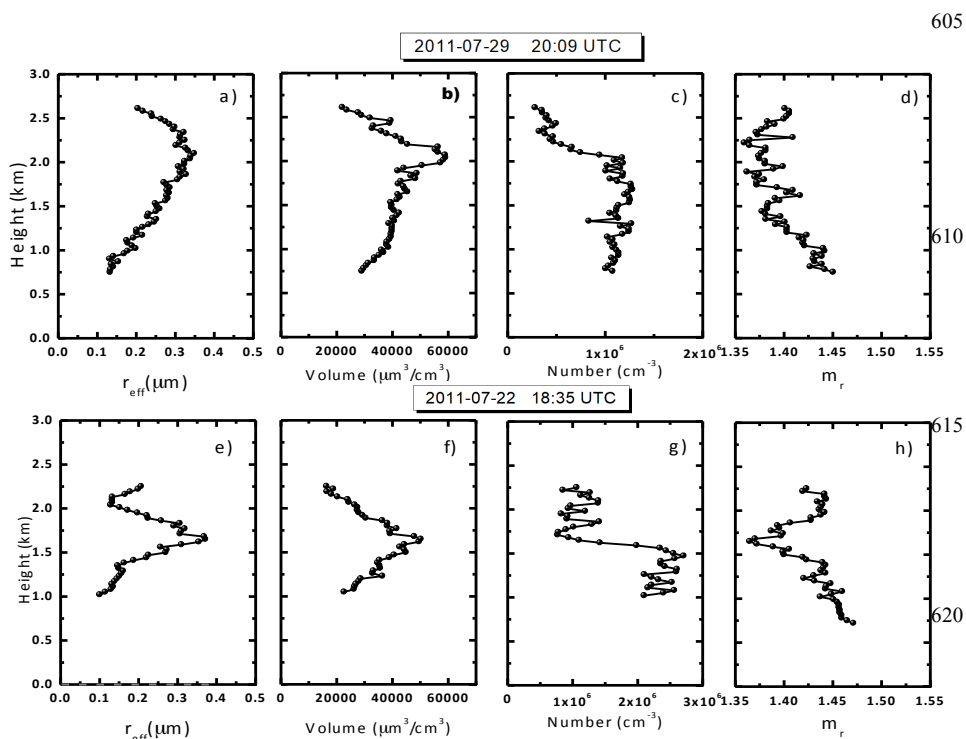 605
2011-07-29 20:09 UTC
3.0
2.5
2.0
1.5
1.0
0.5
0.0
Height (km)
a)
b)
c)
d)
610
0.0 0.1 0.2 0.3 0.4 0.5
r_eff(μm)
0 20000 40000 60000
Volume (μm³/cm³)
0 1x10⁶ 2x10⁶
Number (cm⁻³)
1.35 1.40 1.45 1.50 1.55
m_r
2011-07-22 18:35 UTC
615
3.0
2.5
2.0
1.5
1.0
0.5
0.0
Height (km)
e)
f)
g)
h)
620
0.0 0.1 0.2 0.3 0.4 0.5
r_eff(μm)
0 20000 40000 60000
Volume (μm³/cm³)
0 1x10⁶ 2x10⁶ 3x10⁶
Number (cm⁻³)
1.35 1.40 1.45 1.50 1.55
m_r